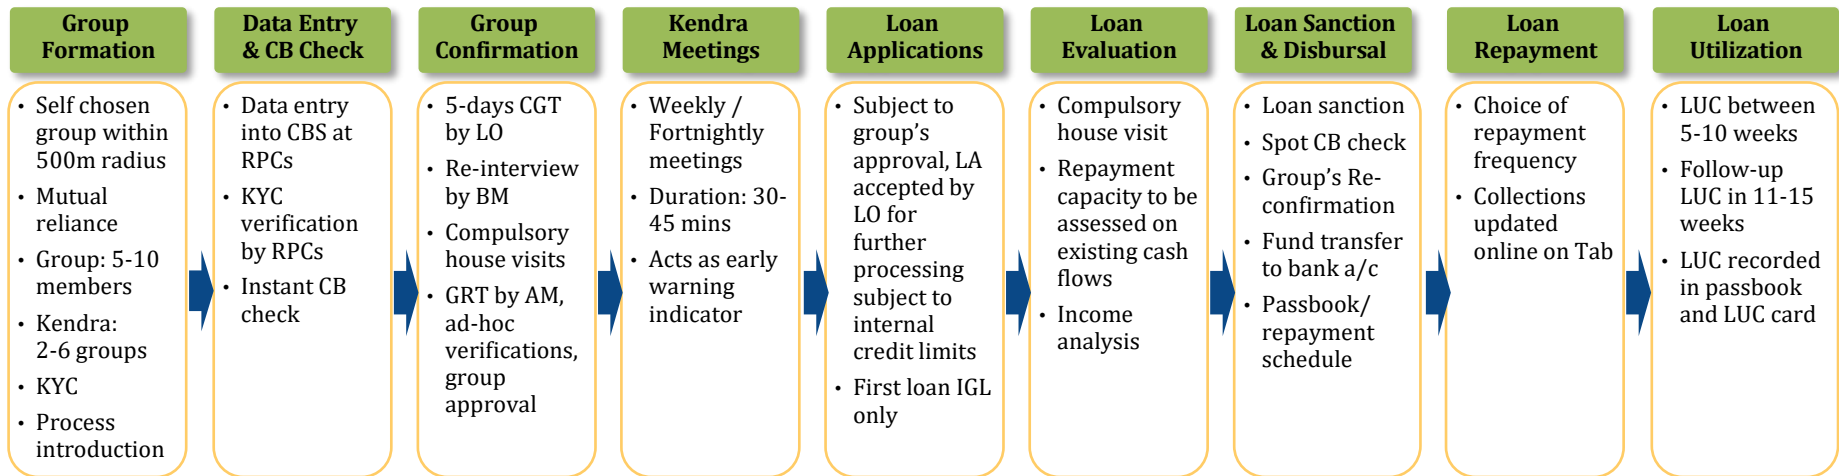 Group
Formation
Data Entry
& CB Check
Group
Confirmation
Kendra
Meetings
Loan
Applications
Loan
Evaluation
Loan Sanction
& Disbursal
Loan
Repayment
Loan
Utilization
• Self chosen
group within
500m radius
• Mutual
reliance
• Group: 5-10
members
• Kendra:
2-6 groups
• KYC
• Process
introduction
• Data entry
into CBS at
RPCs
• KYC
verification
by RPCs
• Instant CB
check
• 5-days CGT
by LO
• Re-interview
by BM
• Compulsory
house visits
• GRT by AM,
ad-hoc
verifications,
group
approval
• Weekly /
Fortnightly
meetings
• Duration: 30-
45 mins
• Acts as early
warning
indicator
• Subject to
group's
approval, LA
accepted by
LO for
further
processing
subject to
internal
credit limits
• First loan IGL
only
• Compulsory
house visit
• Repayment
capacity to be
assessed on
existing cash
flows
• Income
analysis
• Loan sanction
• Spot CB check
• Group's Re-
confirmation
• Fund transfer
to bank a/c
• Passbook/
repayment
schedule
• Choice of
repayment
frequency
• Collections
updated
online on Tab
• LUC between
5-10 weeks
• Follow-up
LUC in 11-15
weeks
• LUC recorded
in passbook
and LUC card